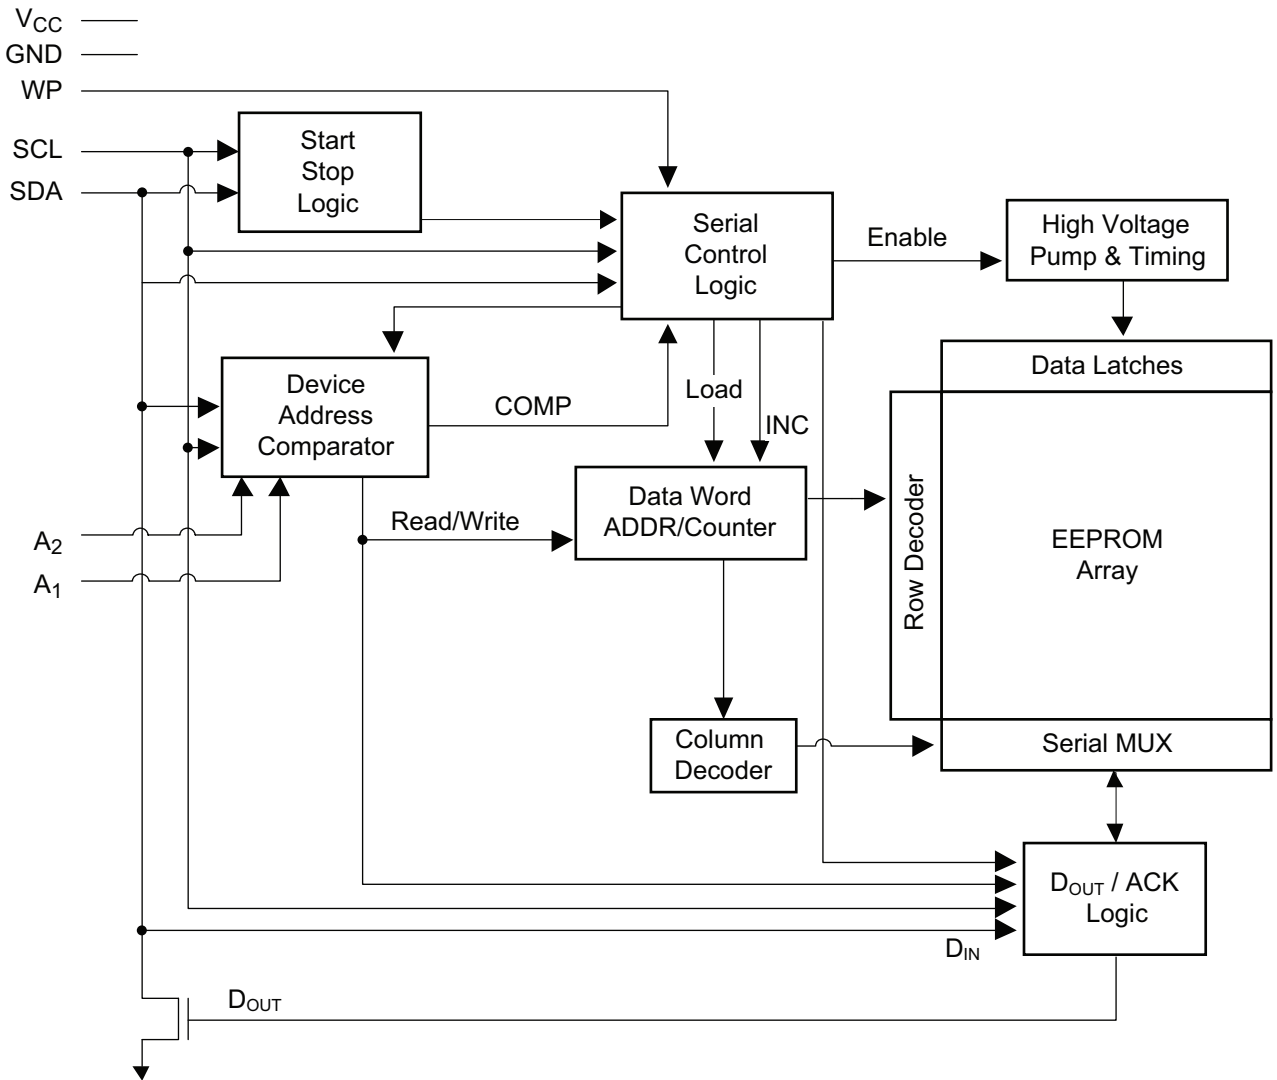 VCC
GND
WP
SCL
SDA
Start
Stop
Logic
Serial
Control
Logic
Enable
High Voltage
Pump & Timing
Data Latches
Device
Address
Comparator
COMP
Load
INC
Data Word
ADDR/Counter
Read/Write
A2
A1
Row Decoder
EEPROM
Array
Column
Decoder
Serial MUX
DOUT / ACK
Logic
DIN
DOUT